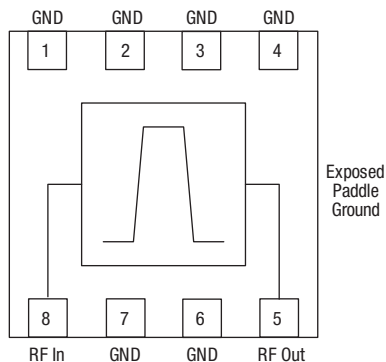 GND GND GND GND
1 2 3 4
Exposed
Paddle
Ground
8 7 6 5
RF In GND GND RF Out